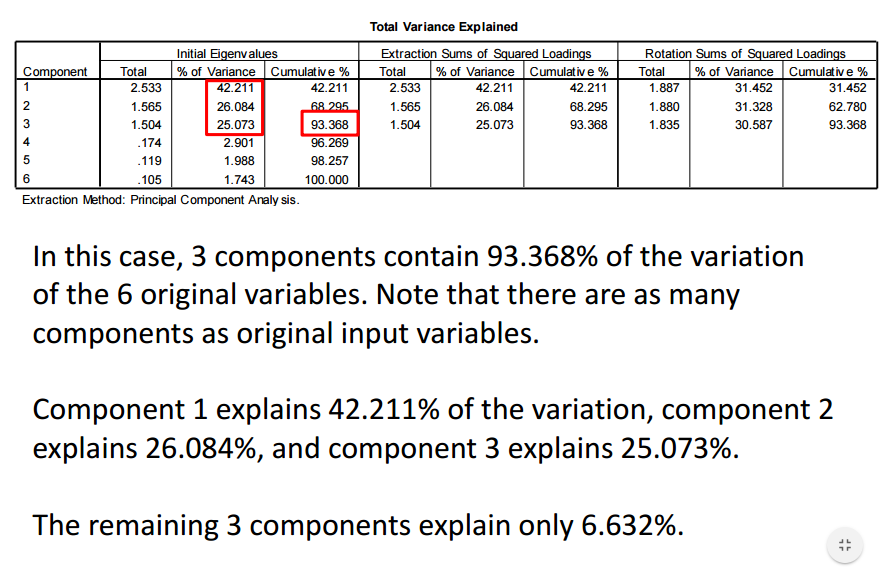 Total Variance Explained
Initial Eigenvalues Extraction Sums of Squared Loadings Rotation Sums of Squared Loadings
Component Total % of Variance Cumulative % Total % of Variance Cumulative % Total % of Variance Cumulative %
1 2.533 42.211 42.211 2.533 42.211 42.211 1.887 31.452 31.452
2 1.565 26.084 68.295 1.565 26.084 68.295 1.880 31.328 62.780
3 1.504 25.073 93.368 1.504 25.073 93.368 1.835 30.587 93.368
4 .174 2.901 96.269
5 .119 1.988 98.257
6 .105 1.743 100.000
Extraction Method: Principal Component Analysis.
In this case, 3 components contain 93.368% of the variation
of the 6 original variables. Note that there are as many
components as original input variables.
Component 1 explains 42.211% of the variation, component 2
explains 26.084%, and component 3 explains 25.073%.
The remaining 3 components explain only 6.632%.